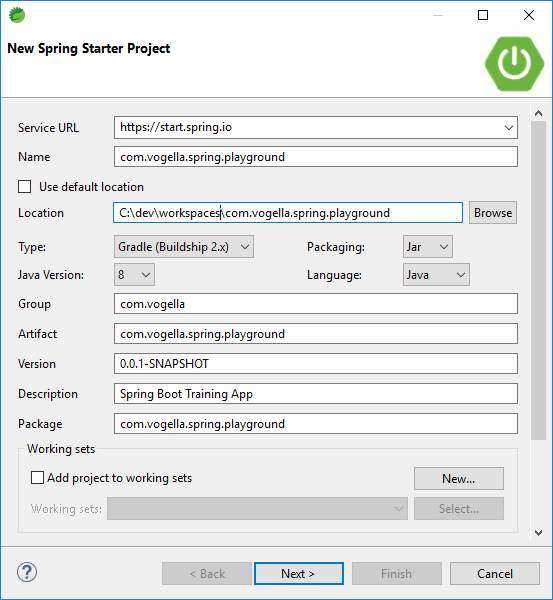 New Spring Starter Project
Service URL https://start.spring.io
Name com.vogella.spring.playground
Use default location
Location C:\dev\workspaces\com.vogella.spring.playground Browse
Type: Gradle (Buildship 2.x) Packaging: Jar
Java Version: 8 Language: Java
Group com.vogella
Artifact com.vogella.spring.playground
Version 0.0.1-SNAPSHOT
Description Spring Boot Training App
Package com.vogella.spring.playground
Working sets
Add project to working sets New...
Working sets: Select...
? < Back Next > Finish Cancel